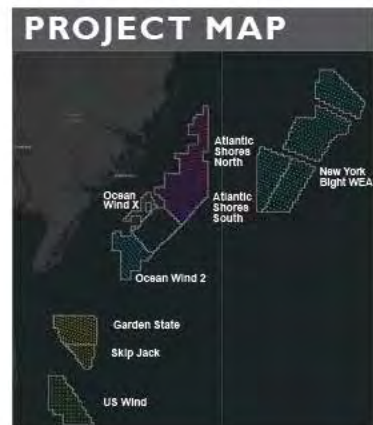 PROJECT MAP
Atlantic
Shores
North
New York
Bight WEA
Ocean
Wind X
Atlantic
Shores
South
Ocean Wind 2
Garden State
Skip Jack
US Wind